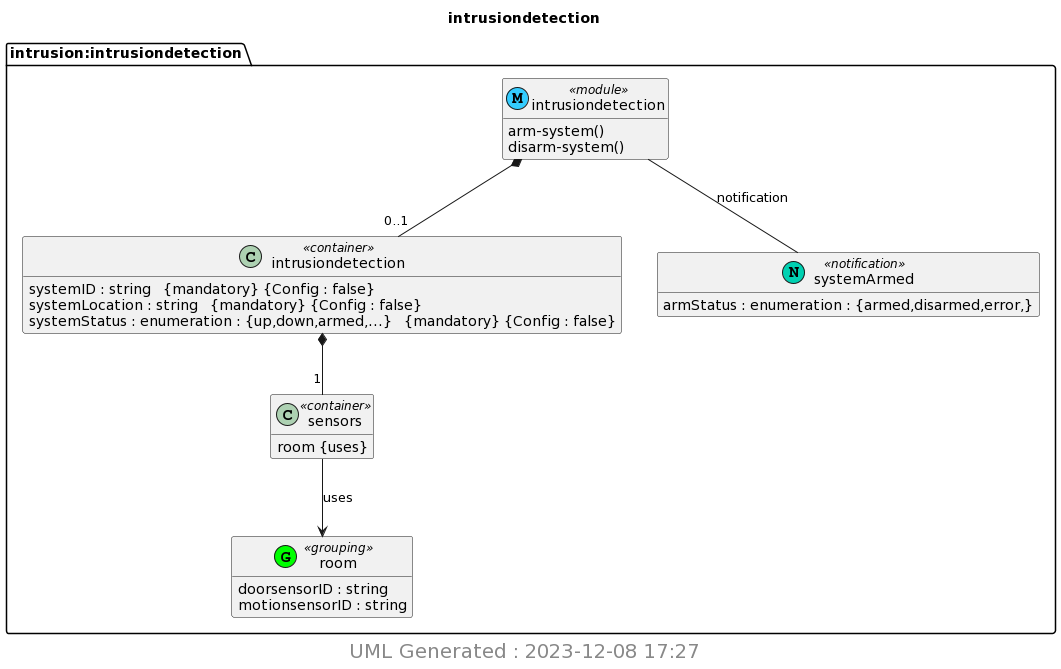 intrusiondetection
intrusion:intrusiondetection
M
«module»
intrusiondetection
arm-system()
disarm-system()
0..1
notification
C
«container»
intrusiondetection
systemID : string   {mandatory} {Config : false}
systemLocation : string   {mandatory} {Config : false}
systemStatus : enumeration : {up,down,armed,...}   {mandatory} {Config : false}
N
«notification»
systemArmed
armStatus : enumeration : {armed,disarmed,error,}
1
C
«container»
sensors
room {uses}
uses
G
«grouping»
room
doorsensorID : string
motionsensorID : string
UML Generated : 2023-12-08 17:27